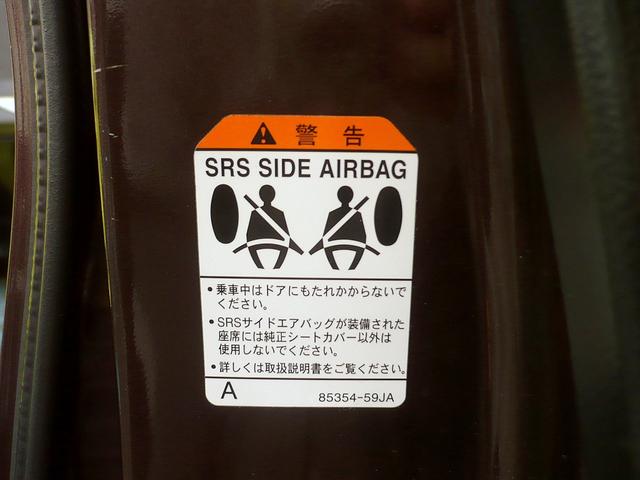 警告
SRS SIDE AIRBAG
•乗車中はドアにもたれかからないで
ください。
•SRSサイドエアバッグが装備された
座席には純正シートカバー以外は
使用しないでください。
•詳しくは取扱説明書をご覧ください。
A
85354-59JA